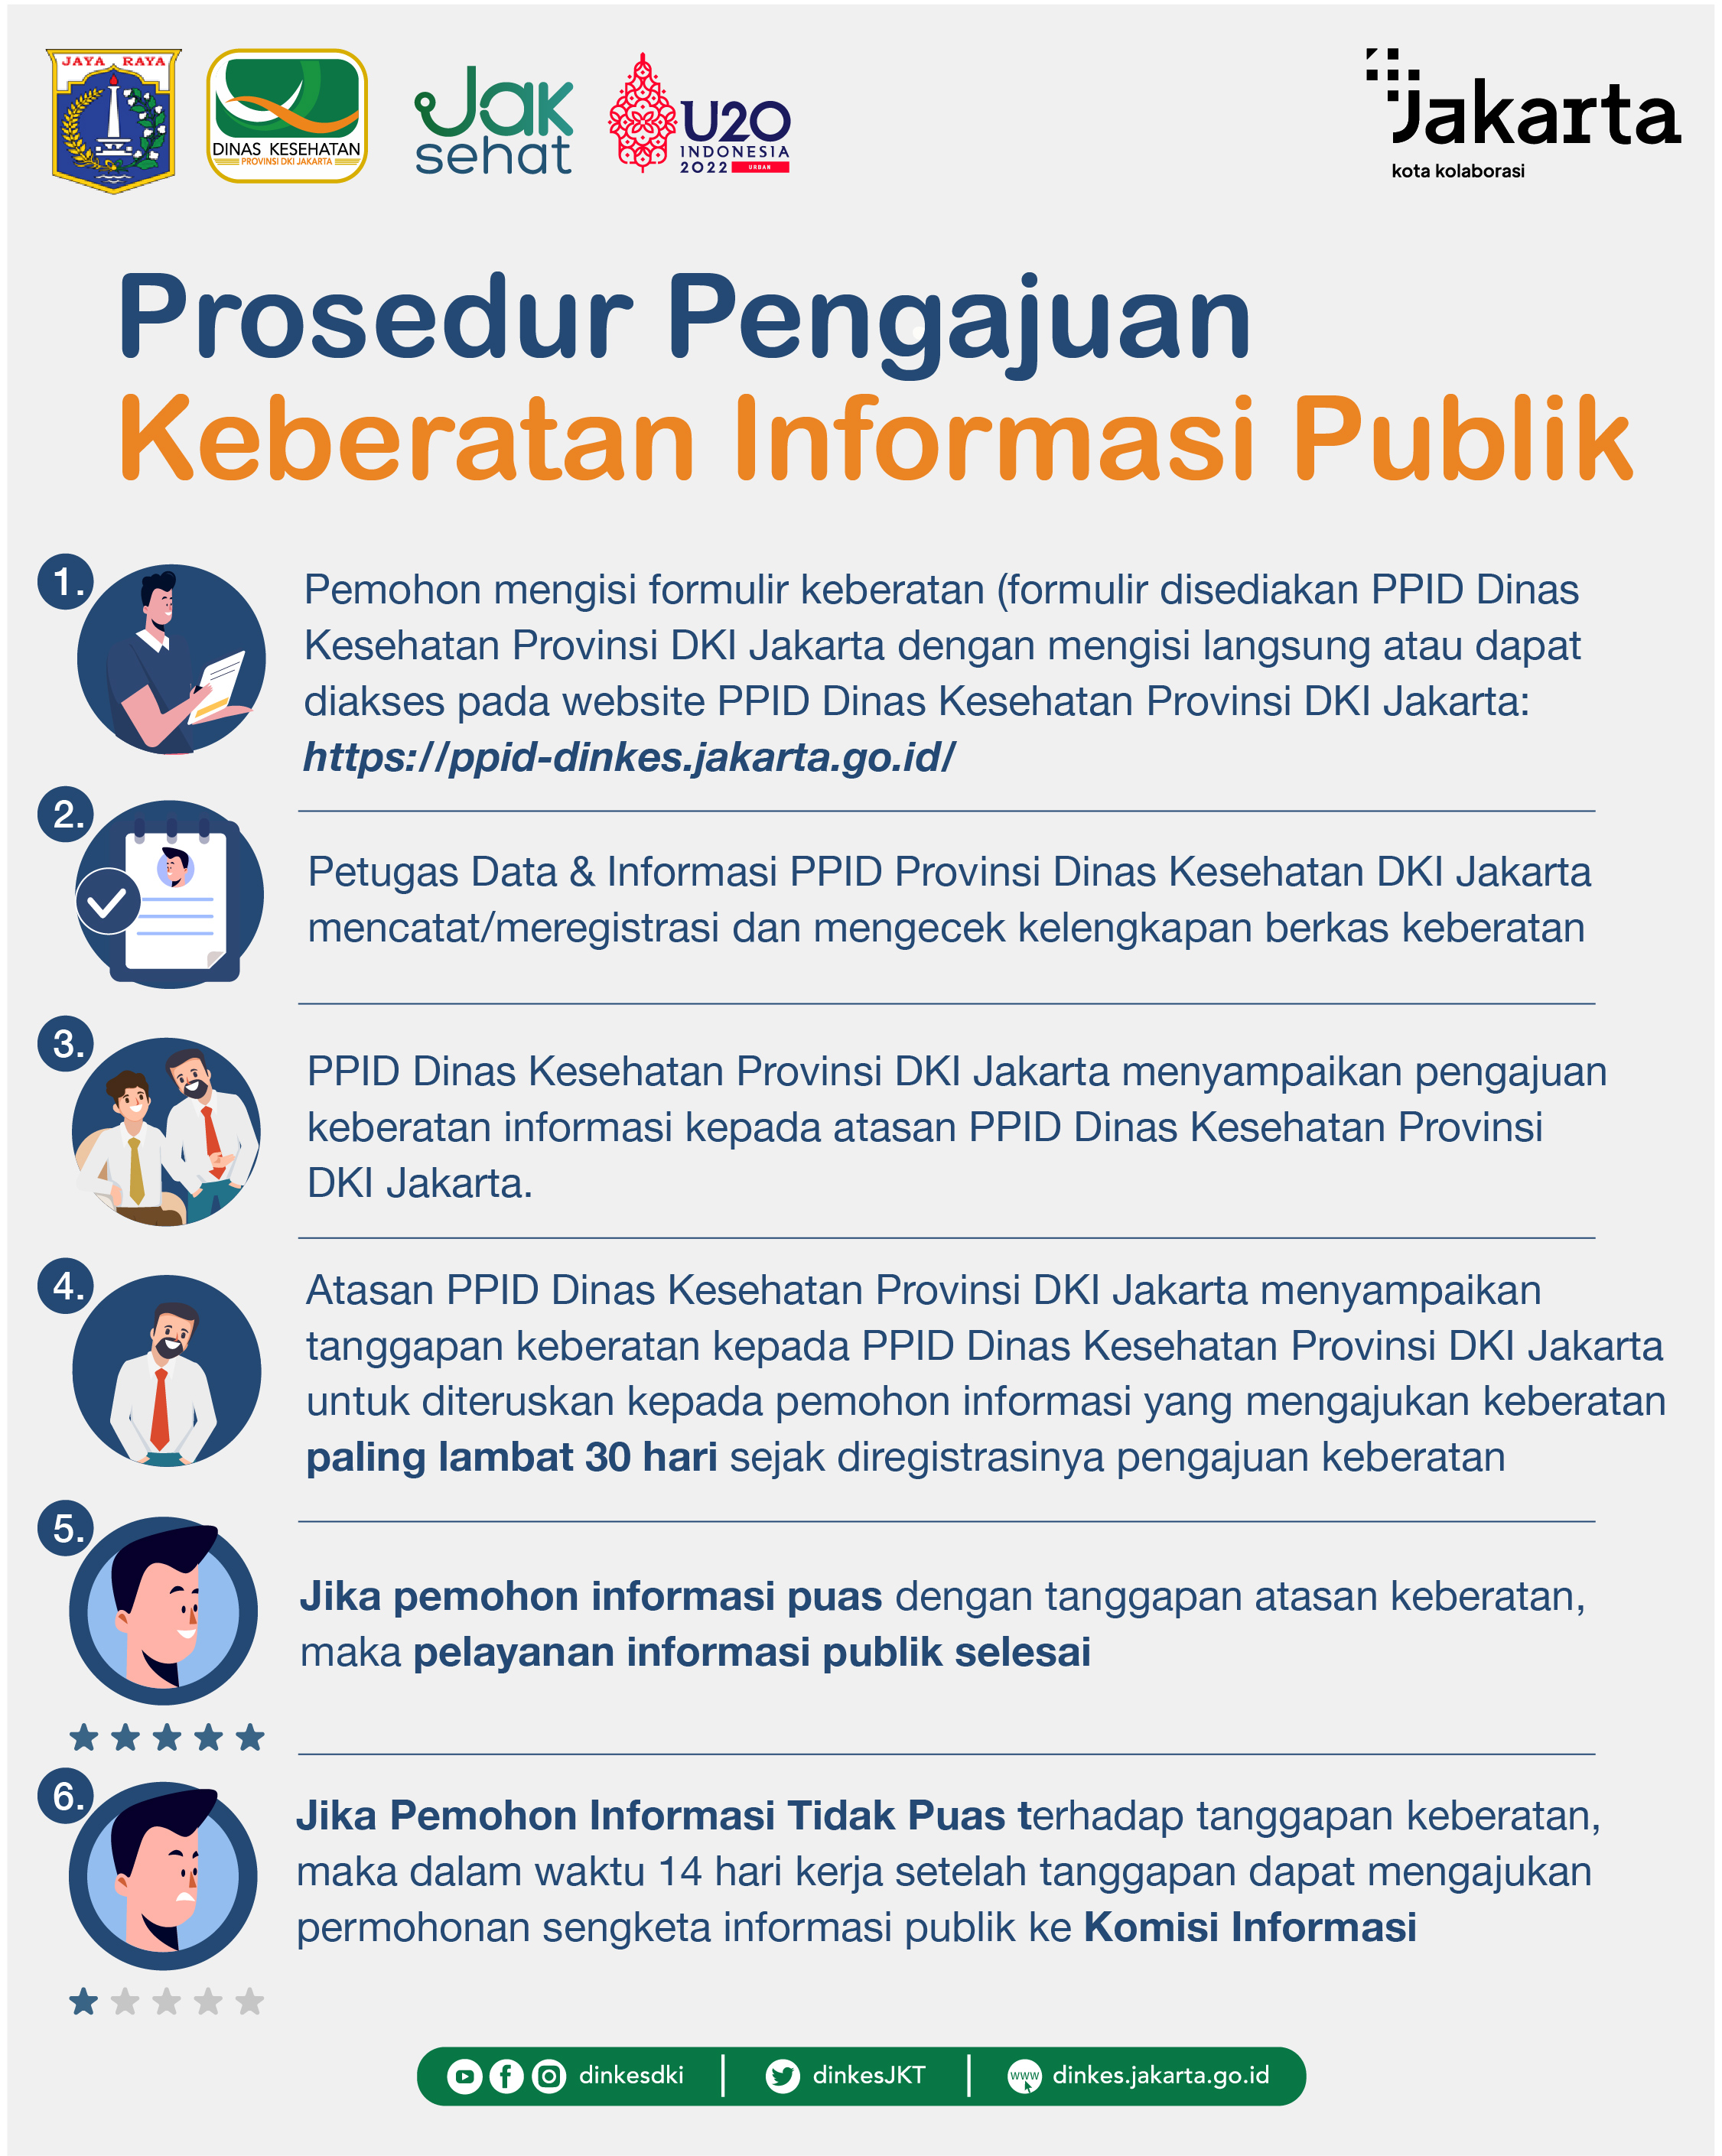 JAYA RAYA
DINAS KESEHATAN
PROVINSI DKI JAKARTA
Jak
sehat
U20
INDONESIA
2022 URBAN
Jakarta
kota kolaborasi
Prosedur Pengajuan
Keberatan Informasi Publik
1.
Pemohon mengisi formulir keberatan (formulir disediakan PPID Dinas
Kesehatan Provinsi DKI Jakarta dengan mengisi langsung atau dapat
diakses pada website PPID Dinas Kesehatan Provinsi DKI Jakarta:
https://ppid-dinkes.jakarta.go.id/
2.
Petugas Data & Informasi PPID Provinsi Dinas Kesehatan DKI Jakarta
mencatat/meregistrasi dan mengecek kelengkapan berkas keberatan
3.
PPID Dinas Kesehatan Provinsi DKI Jakarta menyampaikan pengajuan
keberatan informasi kepada atasan PPID Dinas Kesehatan Provinsi
DKI Jakarta.
4.
Atasan PPID Dinas Kesehatan Provinsi DKI Jakarta menyampaikan
tanggapan keberatan kepada PPID Dinas Kesehatan Provinsi DKI Jakarta
untuk diteruskan kepada pemohon informasi yang mengajukan keberatan
paling lambat 30 hari sejak diregistrasinya pengajuan keberatan
5.
Jika pemohon informasi puas dengan tanggapan atasan keberatan,
maka pelayanan informasi publik selesai
6.
Jika Pemohon Informasi Tidak Puas terhadap tanggapan keberatan,
maka dalam waktu 14 hari kerja setelah tanggapan dapat mengajukan
permohonan sengketa informasi publik ke Komisi Informasi
dinkesdki | dinkesJKT | www dinkes.jakarta.go.id